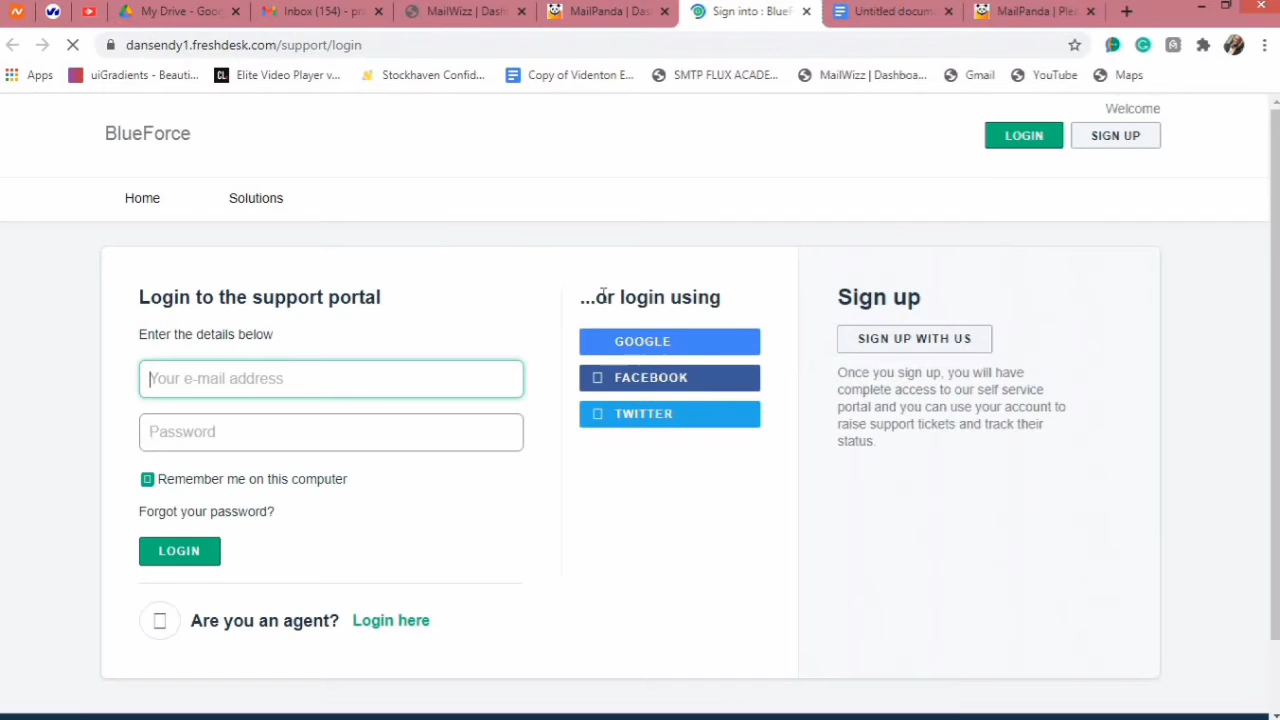 My Drive - Goo
Inbox (154) - pr
MailWizz | Dash
MailPanda | Das
Sign into : BlueF
Untitled docum
MailPanda | Ple
dansendy1.freshdesk.com/support/login
Apps
uiGradients - Beauti...
Elite Video Player v...
Stockhaven Confid...
Copy of Videnton E...
SMTP FLUX ACADE...
MailWizz | Dashboa...
Gmail
YouTube
Maps
Welcome
BlueForce
LOGIN
SIGN UP
Home
Solutions
Login to the support portal
Enter the details below
Your e-mail address
Password
Remember me on this computer
Forgot your password?
LOGIN
Are you an agent? Login here
...or login using
GOOGLE
FACEBOOK
TWITTER
Sign up
SIGN UP WITH US
Once you sign up, you will have
complete access to our self service
portal and you can use your account to
raise support tickets and track their
status.